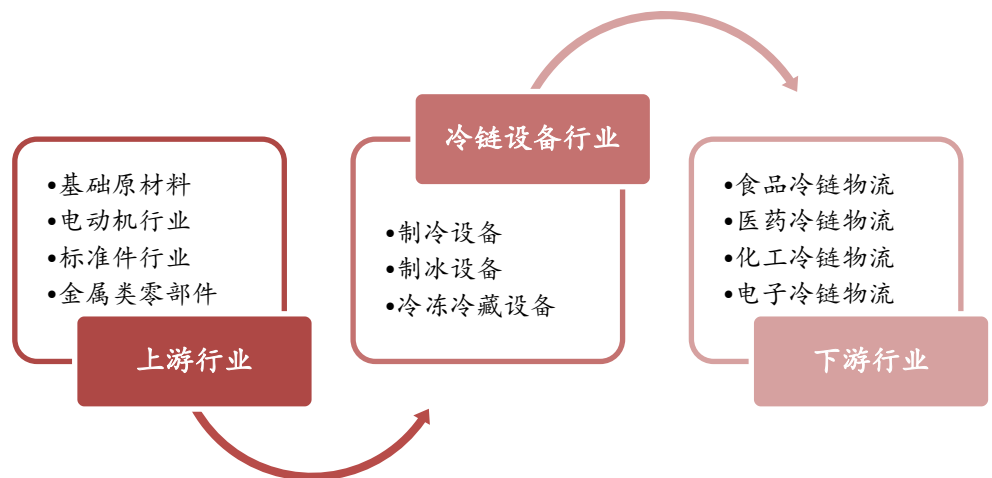 •基础原材料
•电动机行业
•标准件行业
•金属类零部件
上游行业
冷链设备行业
•制冷设备
•制冰设备
•冷冻冷藏设备
•食品冷链物流
•医药冷链物流
•化工冷链物流
•电子冷链物流
下游行业